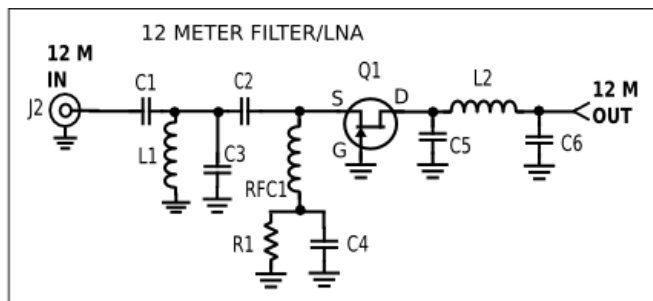 12 METER FILTER/LNA
12 M
IN
J2
C1
C2
Q1
S
D
G
L2
12 M
OUT
L1
C3
RFC1
C5
C6
R1
C4